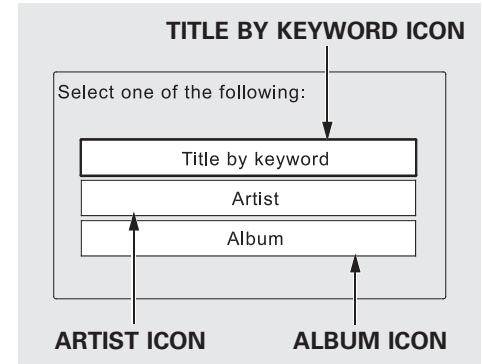 TITLE BY KEYWORD ICON
Select one of the following:
Title by keyword
Artist
Album
ARTIST ICON ALBUM ICON